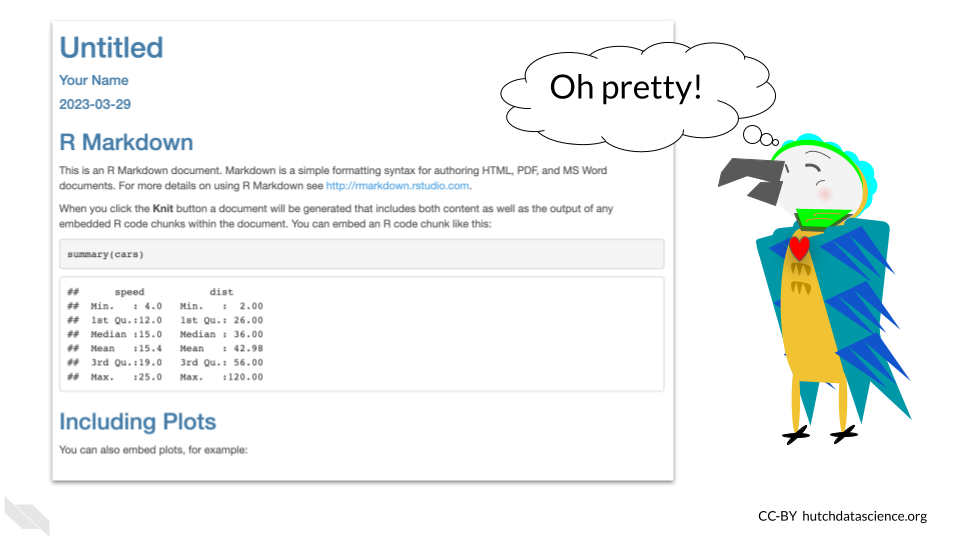 Untitled
Your Name
2023-03-29
R Markdown
This is an R Markdown document. Markdown is a simple formatting syntax for authoring HTML, PDF, and MS Word
documents. For more details on using R Markdown see http://rmarkdown.rstudio.com.
When you click the Knit button a document will be generated that includes both content as well as the output of any
embedded R code chunks within the document. You can embed an R code chunk like this:
summary(cars)
##      speed           dist
##  Min.   : 4.0   Min.   :  2.00
##  1st Qu.:12.0   1st Qu.: 26.00
##  Median :15.0   Median : 36.00
##  Mean   :15.4   Mean   : 42.98
##  3rd Qu.:19.0   3rd Qu.: 56.00
##  Max.   :25.0   Max.   :120.00
Including Plots
You can also embed plots, for example:
Oh pretty!
CC-BY hutchdatascience.org